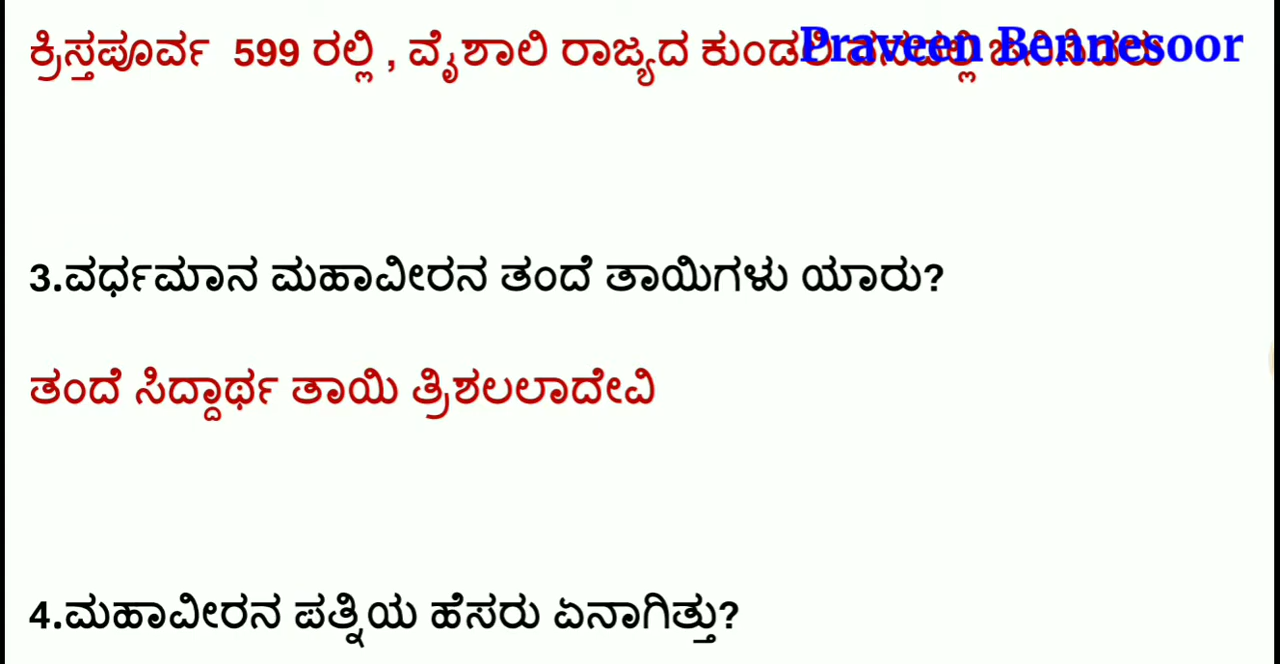 ಕ್ರಿಸ್ತಪೂರ್ವ 599 ರಲ್ಲಿ , ವೈಶಾಲಿ ರಾಜ್ಯದ Praveen Bennesoor
3.ವರ್ಧಮಾನ ಮಹಾವೀರನ ತಂದೆ ತಾಯಿಗಳು ಯಾರು?
ತಂದೆ ಸಿದ್ದಾರ್ಥ ತಾಯಿ ತ್ರಿಶಲಲಾದೇವಿ
4.ಮಹಾವೀರನ ಪತ್ನಿಯ ಹೆಸರು ಏನಾಗಿತ್ತು?